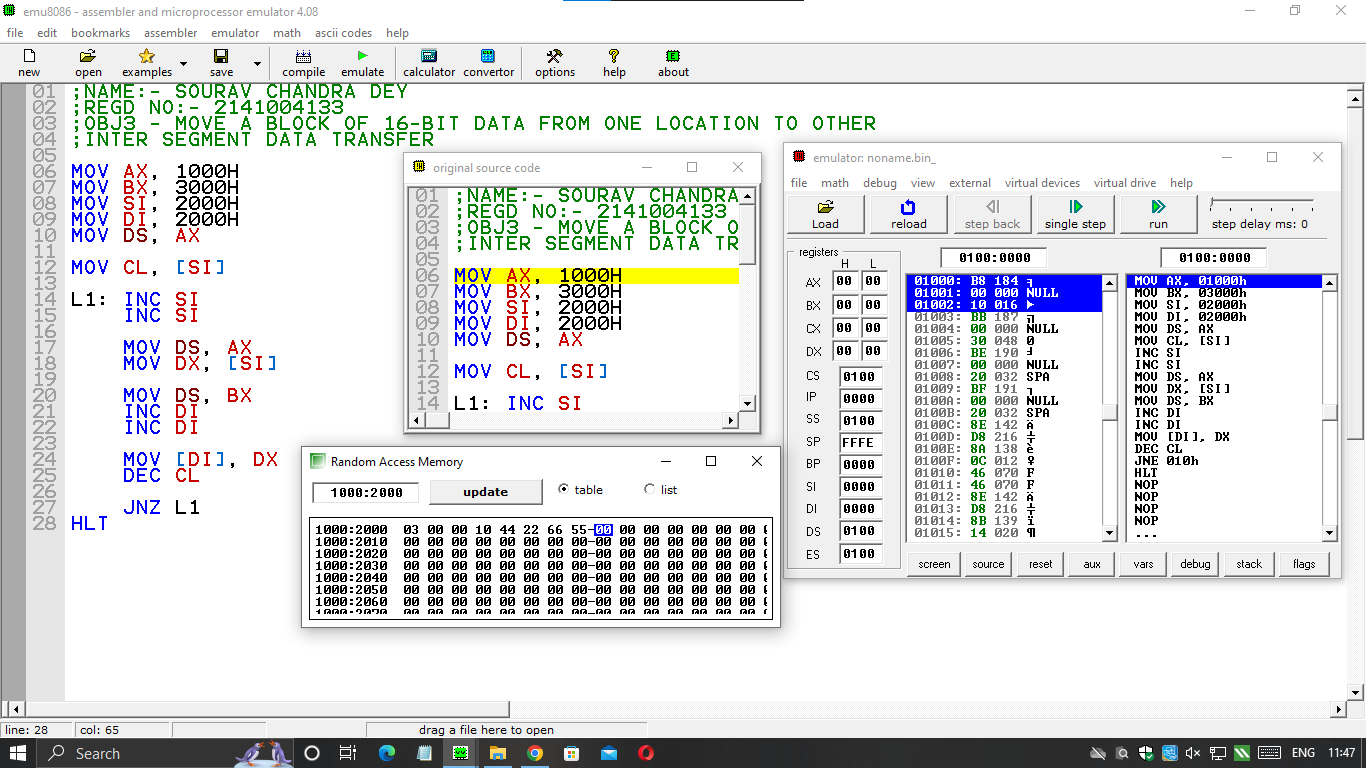 emu8086 - assembler and microprocessor emulator 4.08
file edit bookmarks assembler emulator math ascii codes help
new open examples save compile emulate calculator convertor options help about
01 ;NAME:- SOURAV CHANDRA DEY
02 ;REGD NO:- 2141004133
03 ;OBJ3 - MOVE A BLOCK OF 16-BIT DATA FROM ONE LOCATION TO OTHER
04 ;INTER SEGMENT DATA TRANSFER
05
06 MOV AX, 1000H
07 MOV BX, 3000H
08 MOV SI, 2000H
09 MOV DI, 2000H
10 MOV DS, AX
11
12 MOV CL, [SI]
13
14 L1: INC SI
15 INC SI
16
17 MOV DS, AX
18 MOV DX, [SI]
19
20 MOV DS, BX
21 INC DI
22 INC DI
23
24 MOV [DI], DX
25 DEC CL
26
27 JNZ L1
28 HLT
original source code
01 ;NAME:- SOURAV CHANDRA
02 ;REGD NO:- 2141004133
03 ;OBJ3 - MOVE A BLOCK O
04 ;INTER SEGMENT DATA TR
05
06 MOV AX, 1000H
07 MOV BX, 3000H
08 MOV SI, 2000H
09 MOV DI, 2000H
10 MOV DS, AX
11
12 MOV CL, [SI]
13
14 L1: INC SI
Random Access Memory
1000:2000 update table list
1000:2000 03 00 00 10 44 22 66 55-00 00 00 00 00 00 00
1000:2010 00 00 00 00 00 00 00 00-00 00 00 00 00 00 00
1000:2020 00 00 00 00 00 00 00 00-00 00 00 00 00 00 00
1000:2030 00 00 00 00 00 00 00 00-00 00 00 00 00 00 00
1000:2040 00 00 00 00 00 00 00 00-00 00 00 00 00 00 00
1000:2050 00 00 00 00 00 00 00 00-00 00 00 00 00 00 00
1000:2060 00 00 00 00 00 00 00 00-00 00 00 00 00 00 00
1000:2070 00 00 00 00 00 00 00 00-00 00 00 00 00 00 00
emulator: noname.bin_
file math debug view external virtual devices virtual drive help
Load reload step back single step run step delay ms: 0
registers
H L
AX 00 00
BX 00 00
CX 00 00
DX 00 00
CS 0100
IP 0000
SS 0100
SP FFFE
BP 0000
SI 0000
DI 0000
DS 0100
ES 0100
0100:0000
01000: B8 184 ╕
01001: 00 000 NULL
01002: 10 016 ►
01003: BB 187 ╗
01004: 00 000 NULL
01005: 30 048 0
01006: BE 190 ╛
01007: 00 000 NULL
01008: 20 032 SPA
01009: BF 191 ┐
0100A: 00 000 NULL
0100B: 20 032 SPA
0100C: 8E 142 Ä
0100D: D8 216 ╪
0100E: 8A 138 è
0100F: 0C 012 ♀
01010: 46 070 F
01011: 46 070 F
01012: 8E 142 Ä
01013: D8 216 ╪
01014: 8B 139 ï
01015: 14 020 ¶
0100:0000
MOV AX, 01000h
MOV BX, 03000h
MOV SI, 02000h
MOV DI, 02000h
MOV DS, AX
MOV CL, [SI]
INC SI
INC SI
MOV DS, AX
MOV DX, [SI]
MOV DS, BX
INC DI
INC DI
MOV [DI], DX
DEC CL
JNE 010h
HLT
NOP
NOP
NOP
NOP
...
screen source reset aux vars debug stack flags
line: 28 col: 65 drag a file here to open
Search
ENG 11:47